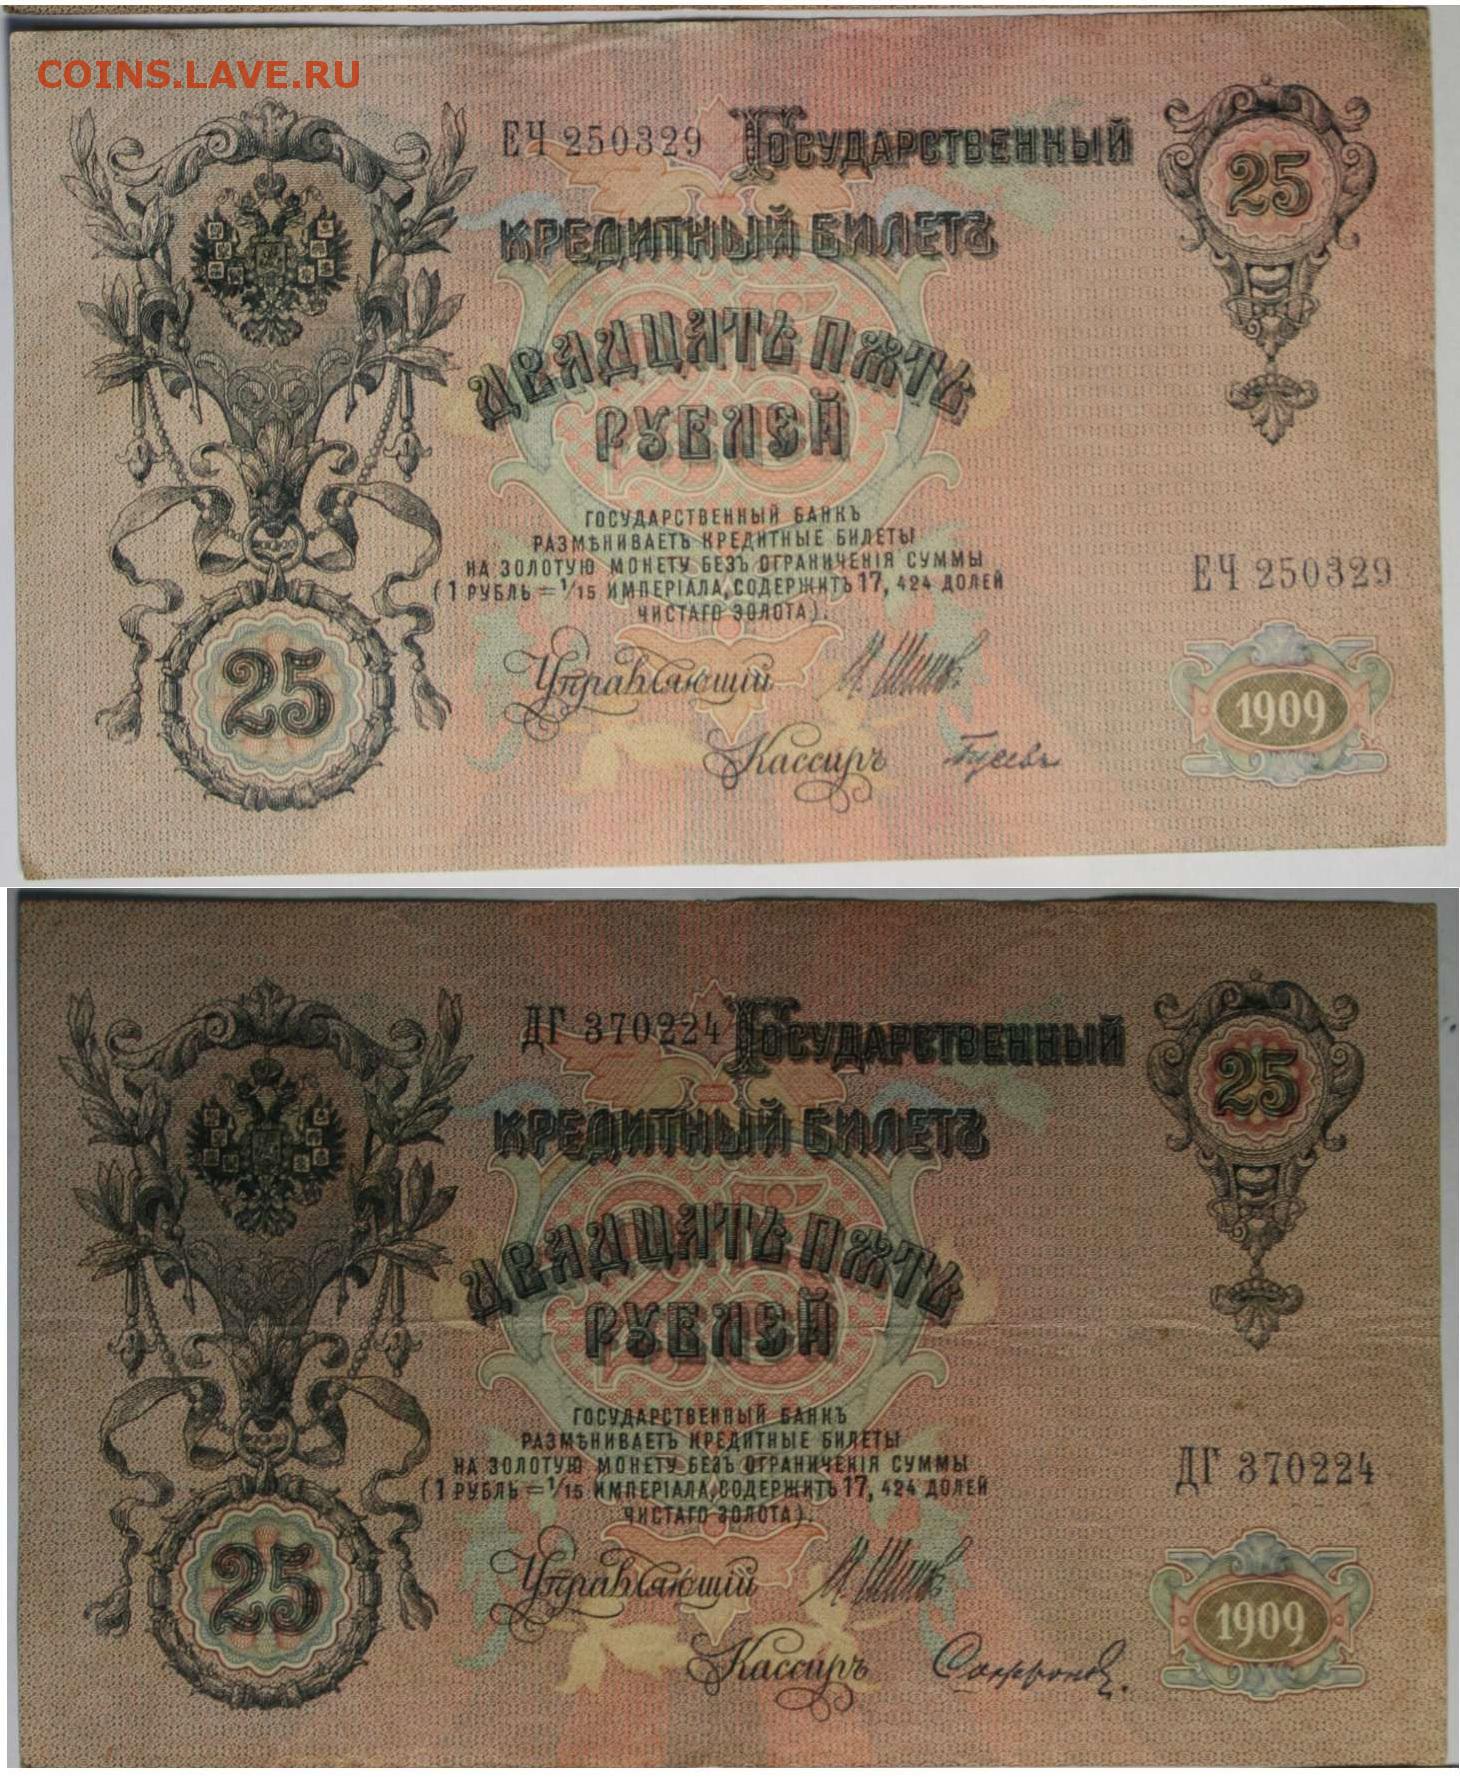 COINS.LAVE.RU
ЕЧ 250329 ГОСУДАРСТВЕННЫЙ
КРЕДИТНЫЙ БИЛЕТЪ
25
ДВАДЦАТЬ ПЯТЬ
РУБЛЕЙ
ГОСУДАРСТВЕННЫЙ БАНКЪ
РАЗМѢНИВАЕТЪ КРЕДИТНЫЕ БИЛЕТЫ
НА ЗОЛОТУЮ МОНЕТУ БЕЗЪ ОГРАНИЧЕНІЯ СУММЫ
(1 РУБЛЬ = 1/15 ИМПЕРІАЛА, СОДЕРЖИТЪ 17, 424 ДОЛЕЙ
ЧИСТАГО ЗОЛОТА).
ЕЧ 250329
25
Управляющій И Шипов
1909
Кассиръ Гусевъ
ДГ 370224 ГОСУДАРСТВЕННЫЙ
КРЕДИТНЫЙ БИЛЕТЪ
25
ДВАДЦАТЬ ПЯТЬ
РУБЛЕЙ
ГОСУДАРСТВЕННЫЙ БАНКЪ
РАЗМѢНИВАЕТЪ КРЕДИТНЫЕ БИЛЕТЫ
НА ЗОЛОТУЮ МОНЕТУ БЕЗЪ ОГРАНИЧЕНІЯ СУММЫ
(1 РУБЛЬ = 1/15 ИМПЕРІАЛА, СОДЕРЖИТЪ 17, 424 ДОЛЕЙ
ЧИСТАГО ЗОЛОТА).
ДГ 370224
25
Управляющій И Шипов
1909
Кассиръ Софронов.